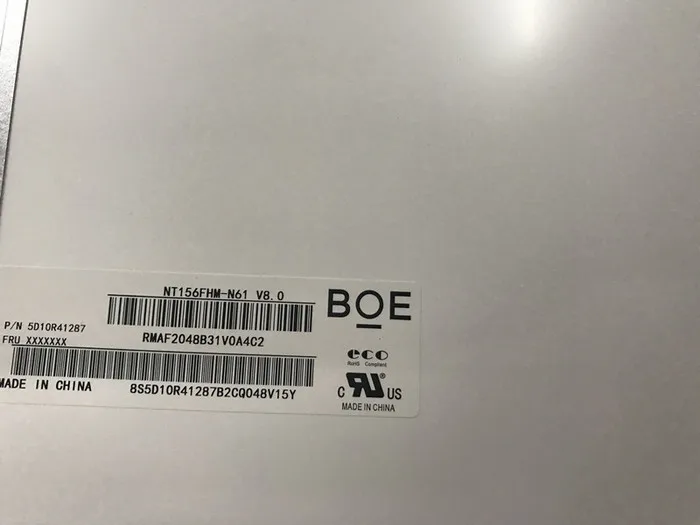 NT156FHM-N61 V8.0
BOE
P/N 5D10R41287
RMAF2048B31V0A4C2
FRU XXXXXXX
eco
RoHS Compliant
MADE IN CHINA
8S5D10R41287B2CQ048V15Y
C RU US
MADE IN CHINA